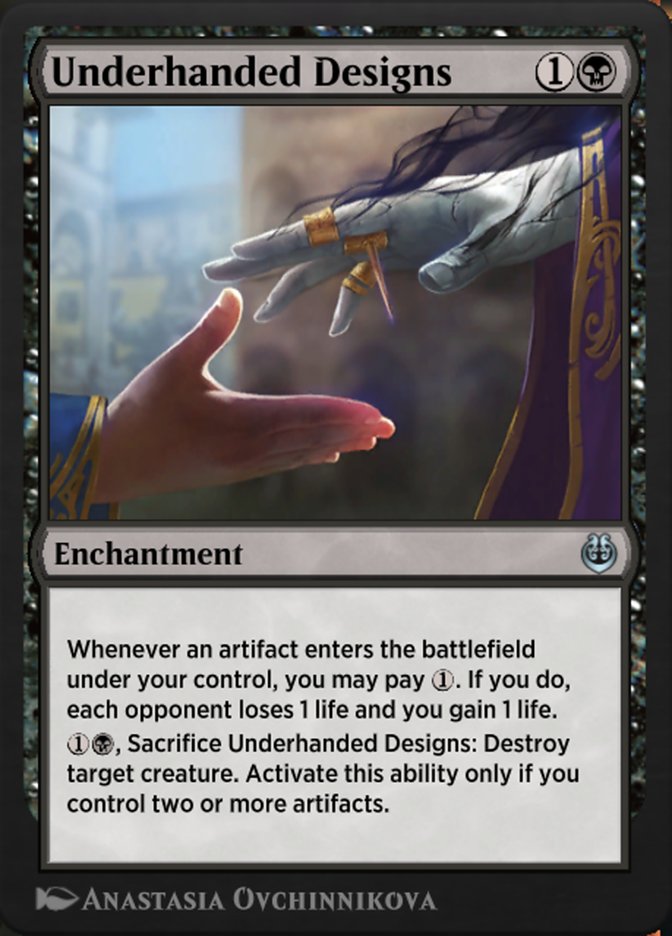 Underhanded Designs 1
Enchantment
Whenever an artifact enters the battlefield
under your control, you may pay 1. If you do,
each opponent loses 1 life and you gain 1 life.
1, Sacrifice Underhanded Designs: Destroy
target creature. Activate this ability only if you
control two or more artifacts.
Anastasia Ovchinnikova